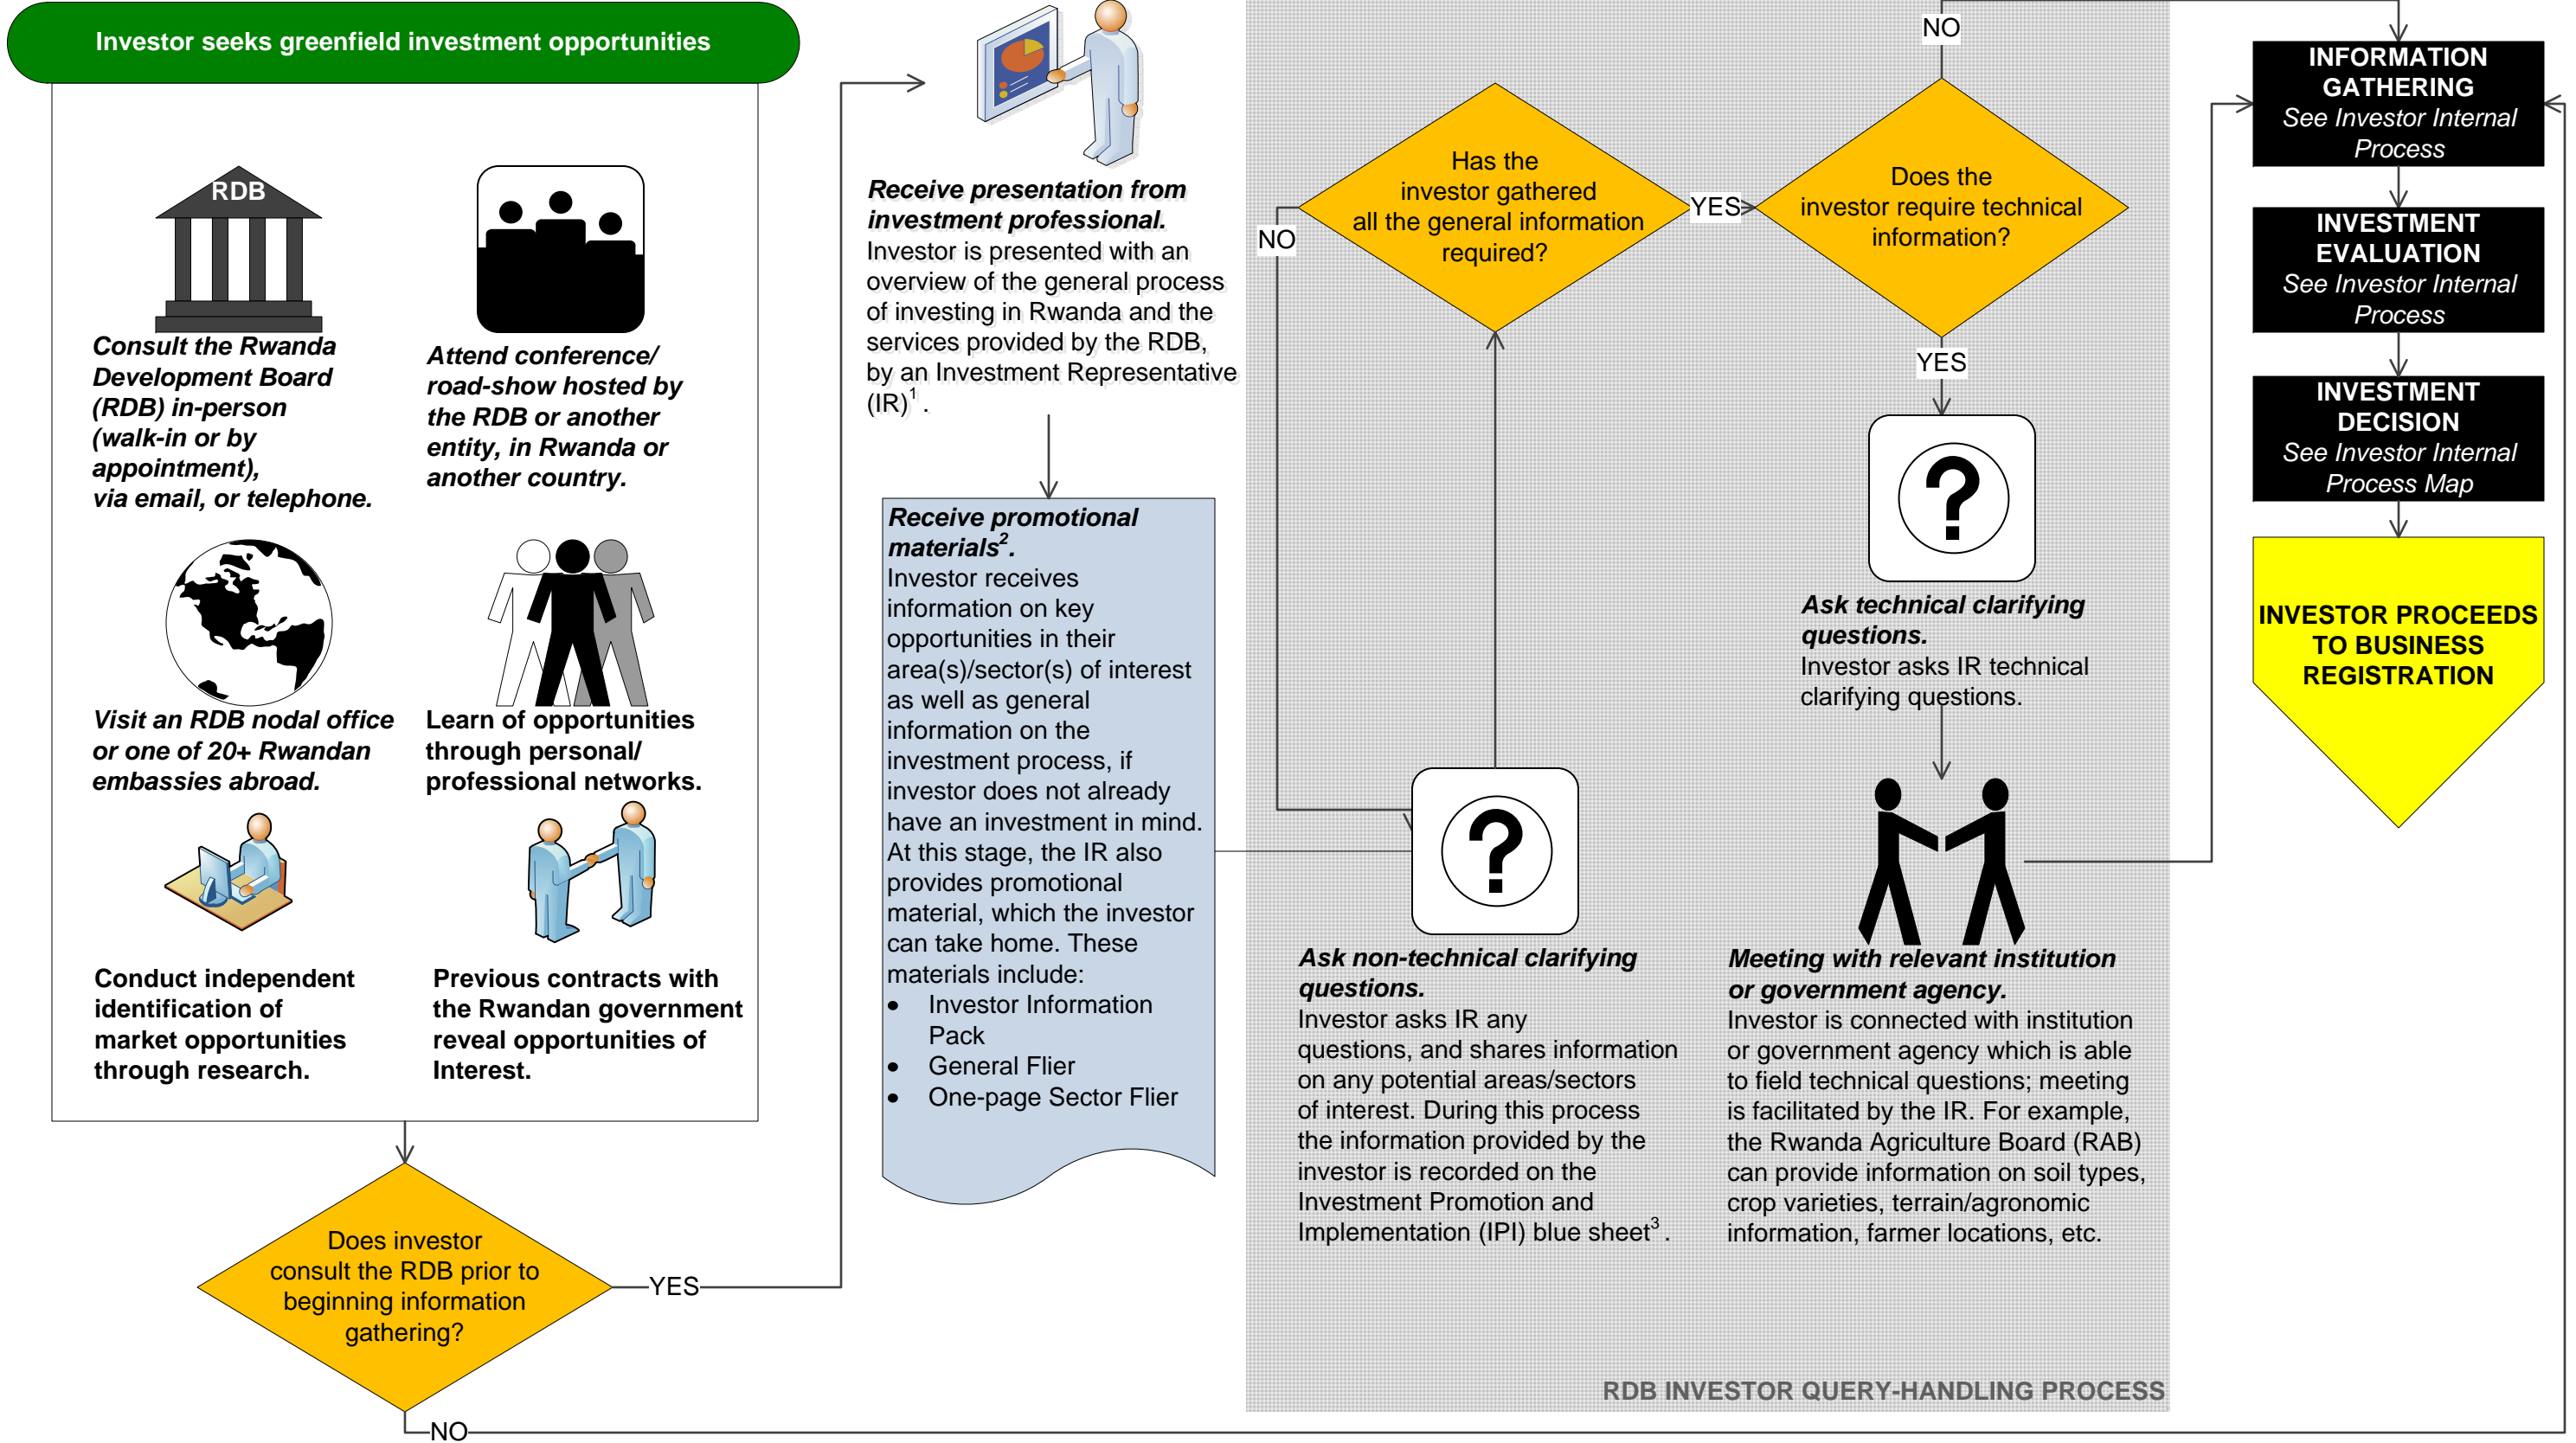 Investor seeks greenfield investment opportunities
RDB
Consult the Rwanda
Development Board
(RDB) in-person
(walk-in or by
appointment),
via email, or telephone.
Attend conference/
road-show hosted by
the RDB or another
entity, in Rwanda or
another country.
Visit an RDB nodal office
or one of 20+ Rwandan
embassies abroad.
Learn of opportunities
through personal/
professional networks.
Conduct independent
identification of
market opportunities
through research.
Previous contracts with
the Rwandan government
reveal opportunities of
Interest.
Does investor
consult the RDB prior to
beginning information
gathering?
YES
NO
Receive presentation from
investment professional.
Investor is presented with an
overview of the general process
of investing in Rwanda and the
services provided by the RDB,
by an Investment Representative
(IR)1 .
Receive promotional
materials2.
Investor receives
information on key
opportunities in their
area(s)/sector(s) of interest
as well as general
information on the
investment process, if
investor does not already
have an investment in mind.
At this stage, the IR also
provides promotional
material, which the investor
can take home. These
materials include:
• Investor Information
Pack
• General Flier
• One-page Sector Flier
Has the
investor gathered
all the general information
required?
NO
YES
Does the
investor require technical
information?
NO
YES
?
Ask technical clarifying
questions.
Investor asks IR technical
clarifying questions.
?
Ask non-technical clarifying
questions.
Investor asks IR any
questions, and shares information
on any potential areas/sectors
of interest. During this process
the information provided by the
investor is recorded on the
Investment Promotion and
Implementation (IPI) blue sheet3 .
Meeting with relevant institution
or government agency.
Investor is connected with institution
or government agency which is able
to field technical questions; meeting
is facilitated by the IR. For example,
the Rwanda Agriculture Board (RAB)
can provide information on soil types,
crop varieties, terrain/agronomic
information, farmer locations, etc.
RDB INVESTOR QUERY-HANDLING PROCESS
INFORMATION
GATHERING
See Investor Internal
Process
INVESTMENT
EVALUATION
See Investor Internal
Process
INVESTMENT
DECISION
See Investor Internal
Process Map
INVESTOR PROCEEDS
TO BUSINESS
REGISTRATION